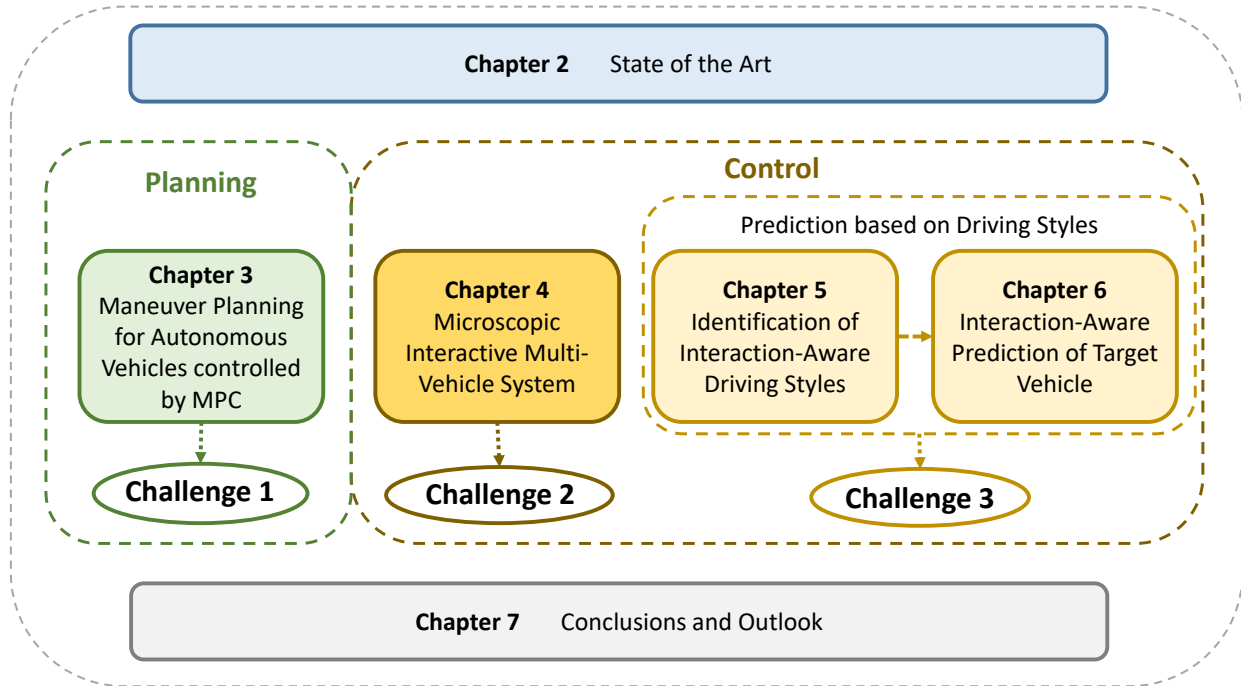 Chapter 2 State of the Art
Planning
Control
Prediction based on Driving Styles
Chapter 3
Maneuver Planning
for Autonomous
Vehicles controlled
by MPC
Chapter 4
Microscopic
Interactive Multi-
Vehicle System
Chapter 5
Identification of
Interaction-Aware
Driving Styles
Chapter 6
Interaction-Aware
Prediction of Target
Vehicle
Challenge 1
Challenge 2
Challenge 3
Chapter 7 Conclusions and Outlook